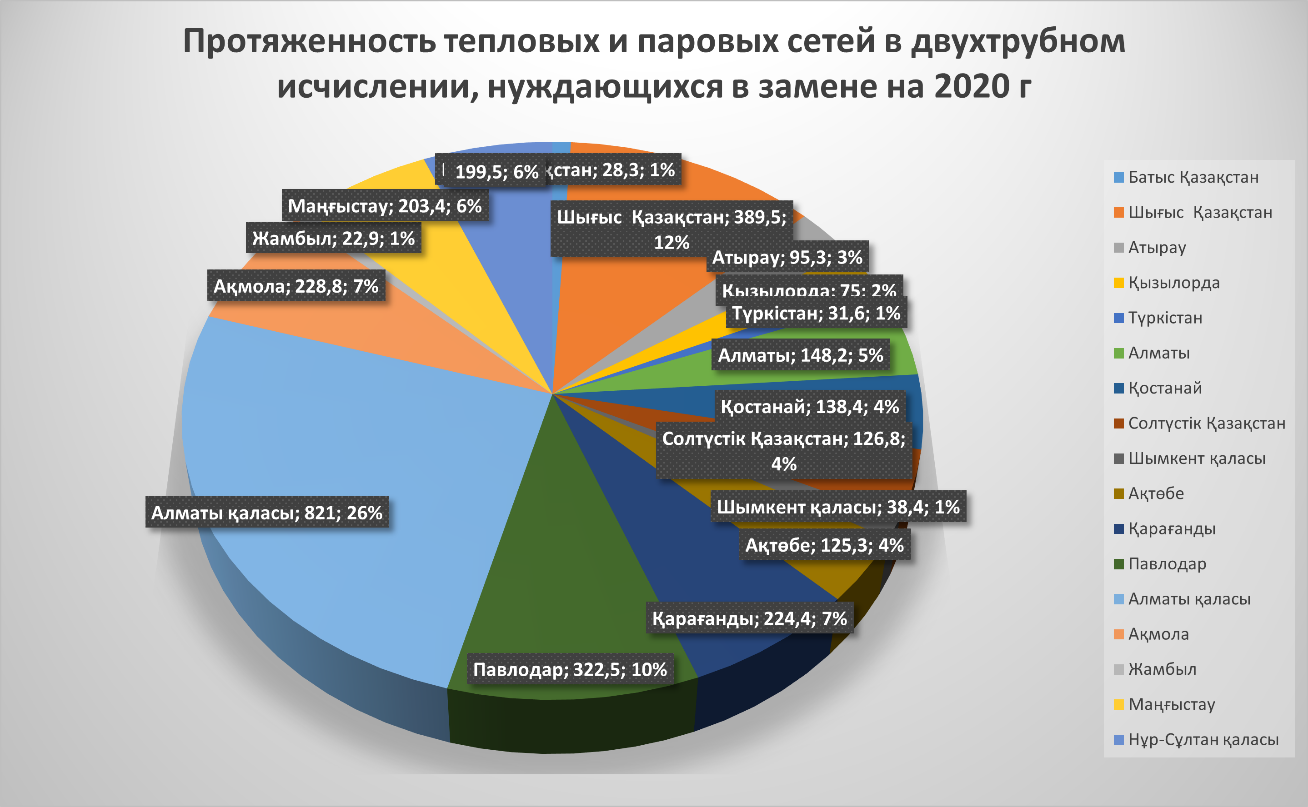 Протяженность тепловых и паровых сетей в двухтрубном
исчислении, нуждающихся в замене на 2020 г
199,5; 6%
28,3; 1%
Маңғыстау; 203,4; 6%
Шығыс  Қазақстан; 389,5;
12%
Жамбыл; 22,9; 1%
Атырау; 95,3; 3%
Ақмола; 228,8; 7%
Қызылорда; 75; 2%
Түркістан; 31,6; 1%
Алматы; 148,2; 5%
Қостанай; 138,4; 4%
Солтүстік Қазақстан; 126,8;
4%
Алматы қаласы; 821; 26%
Шымкент қаласы; 38,4; 1%
Ақтөбе; 125,3; 4%
Қарағанды; 224,4; 7%
Павлодар; 322,5; 10%
Батыс Қазақстан
Шығыс  Қазақстан
Атырау
Қызылорда
Түркістан
Алматы
Қостанай
Солтүстік Қазақстан
Шымкент қаласы
Ақтөбе
Қарағанды
Павлодар
Алматы қаласы
Ақмола
Жамбыл
Маңғыстау
Нұр-Сұлтан қаласы